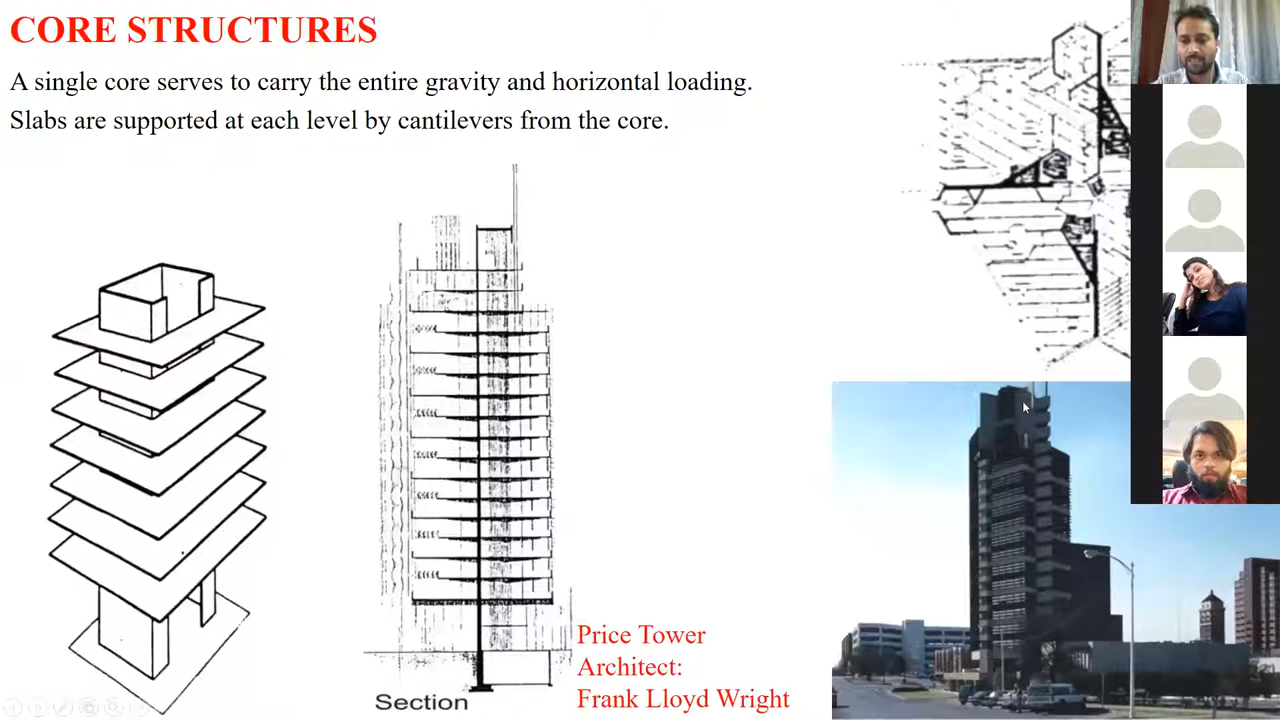 CORE STRUCTURES
A single core serves to carry the entire gravity and horizontal loading.
Slabs are supported at each level by cantilevers from the core.
Section
Price Tower
Architect:
Frank Lloyd Wright